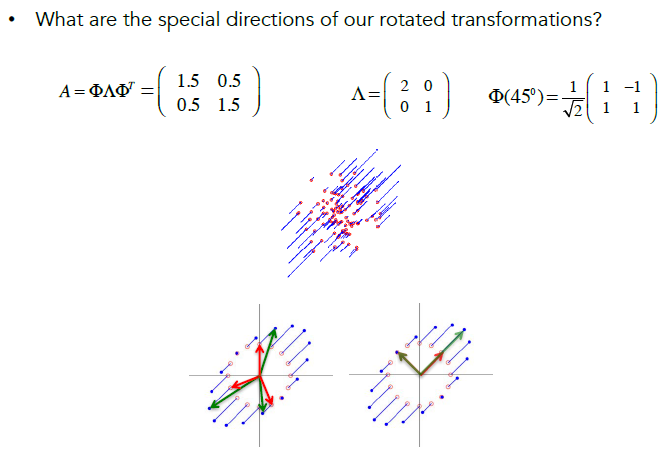 • What are the special directions of our rotated transformations?
A = ΦΛΦᵀ = ( 1.5 0.5 ; 0.5 1.5 )
Λ = ( 2 0 ; 0 1 )
Φ(45⁰) = 1/√2 ( 1 −1 ; 1 1 )